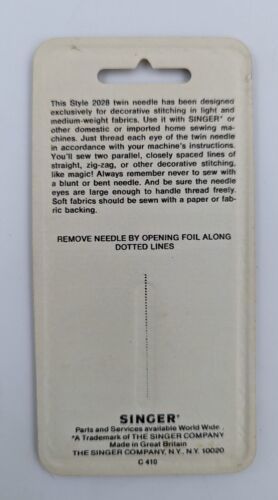 This Style 2028 twin needle has been designed
exclusively for decorative stitching in light and
medium-weight fabrics. Use it with SINGER* or
other domestic or imported home sewing ma-
chines. Just thread each eye of the twin needle
in accordance with your machine's instructions.
You'll sew two parallel, closely spaced lines of
straight, zig-zag, or other decorative stitching,
like magic! Always remember never to sew with
a blunt or bent needle. And be sure the needle
eyes are large enough to handle thread freely.
Soft fabrics should be sewn with a paper or fab-
ric backing.
REMOVE NEEDLE BY OPENING FOIL ALONG
DOTTED LINES
SINGER*
Parts and Services available World Wide.
*A Trademark of THE SINGER COMPANY
Made in Great Britain
THE SINGER COMPANY, N.Y., N.Y. 10020
C 410